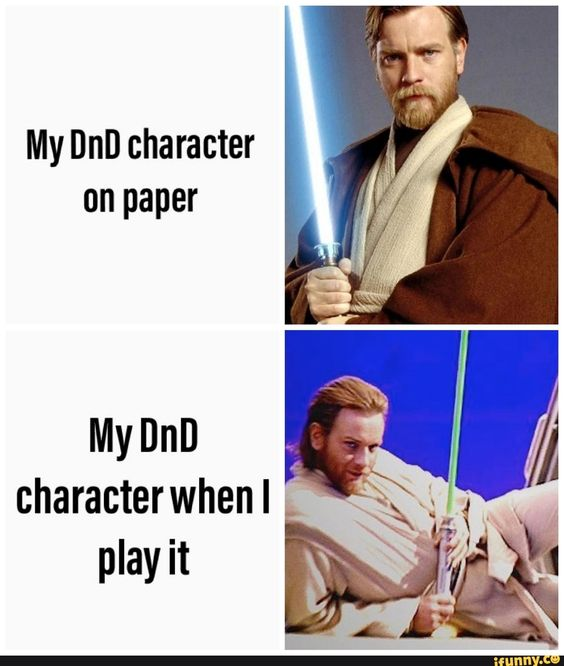 My DnD character
on paper
My DnD
character when I
play it
ifunny.co